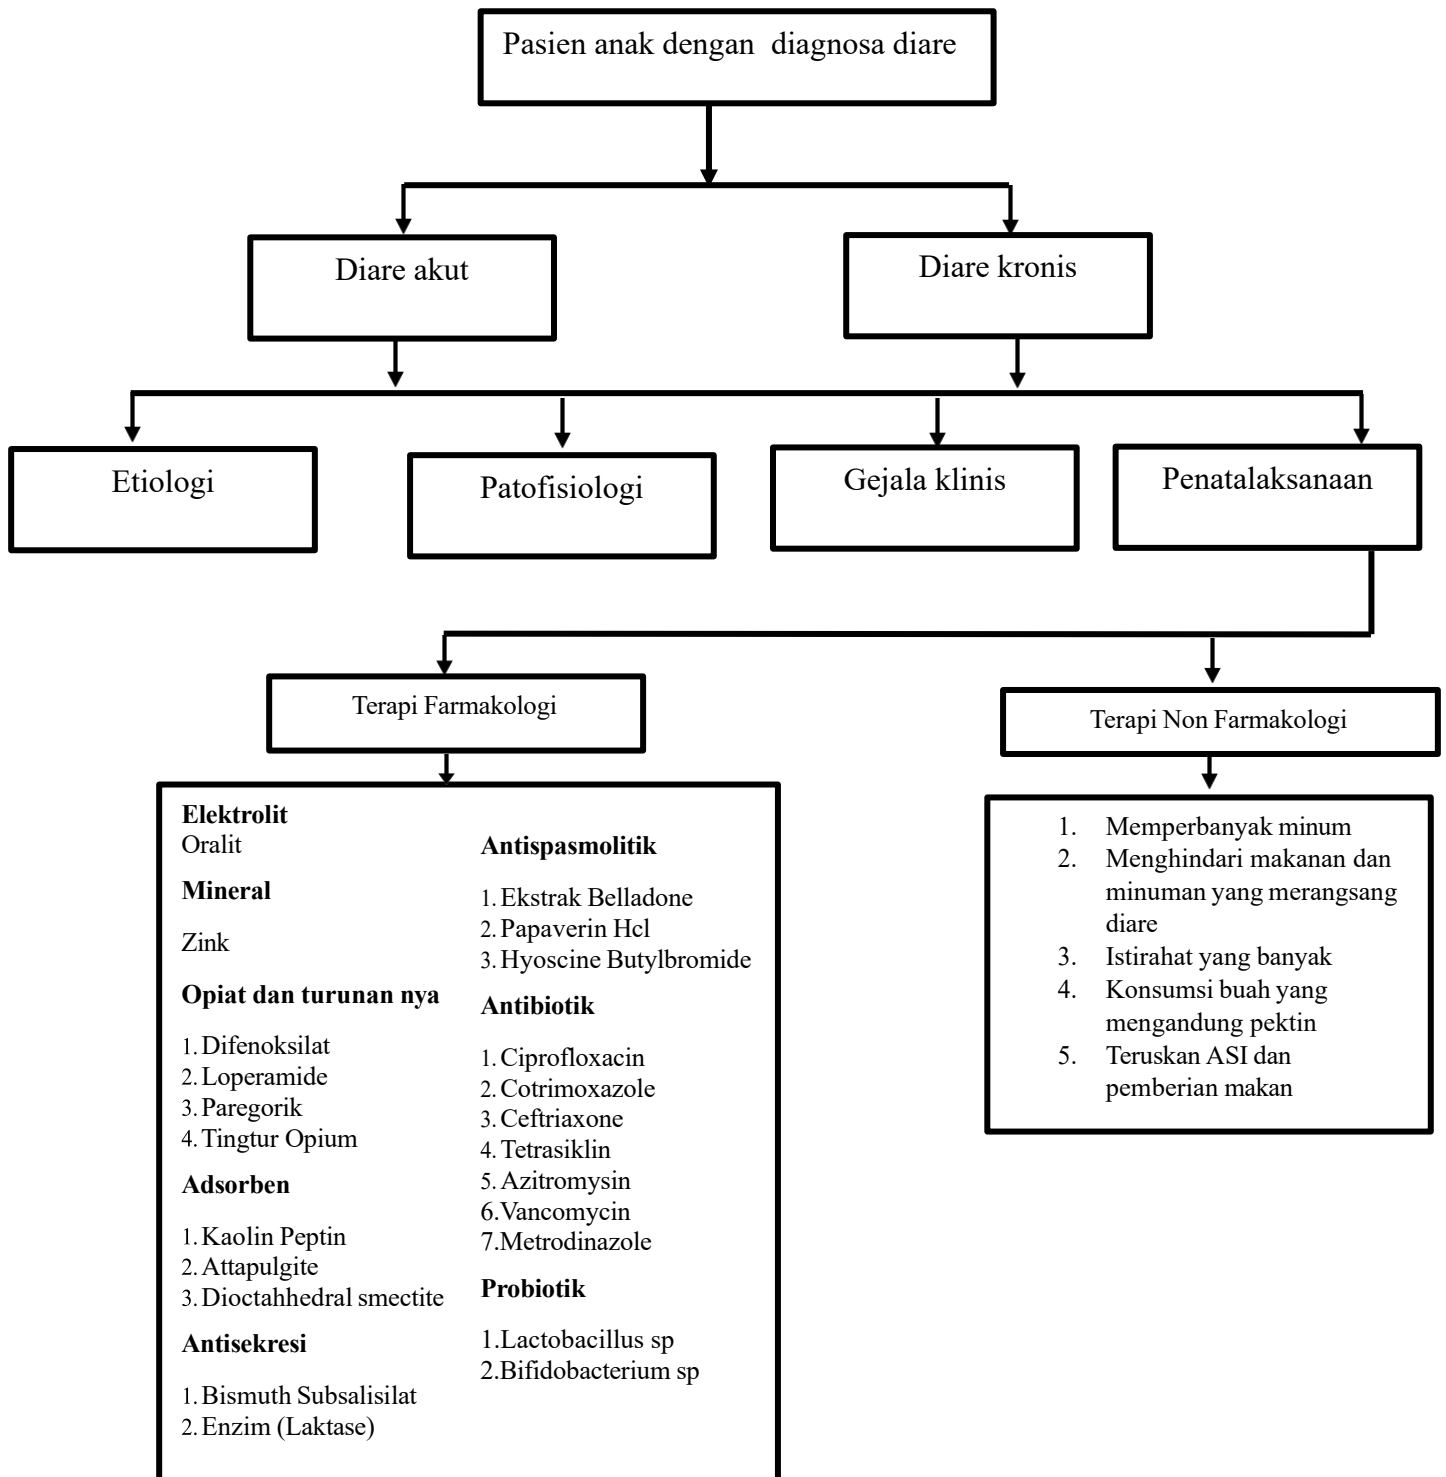 Pasien anak dengan diagnosa diare
Diare akut
Diare kronis
Etiologi
Patofisiologi
Gejala klinis
Penatalaksanaan
Terapi Farmakologi
Terapi Non Farmakologi
Elektrolit
Oralit
Mineral
Zink
Opiat dan turunan nya
1. Difenoksilat
2. Loperamide
3. Paregorik
4. Tingtur Opium
Adsorben
1. Kaolin Peptin
2. Attapulgite
3. Dioctahhedral smectite
Antisekresi
1. Bismuth Subsalisilat
2. Enzim (Laktase)
Antispasmolitik
1. Ekstrak Belladone
2. Papaverin Hcl
3. Hyoscine Butylbromide
Antibiotik
1. Ciprofloxacin
2. Cotrimoxazole
3. Ceftriaxone
4. Tetrasiklin
5. Azitromysin
6.Vancomycin
7.Metrodinazole
Probiotik
1.Lactobacillus sp
2.Bifidobacterium sp
1. Memperbanyak minum
2. Menghindari makanan dan
minuman yang merangsang
diare
3. Istirahat yang banyak
4. Konsumsi buah yang
mengandung pektin
5. Teruskan ASI dan
pemberian makan